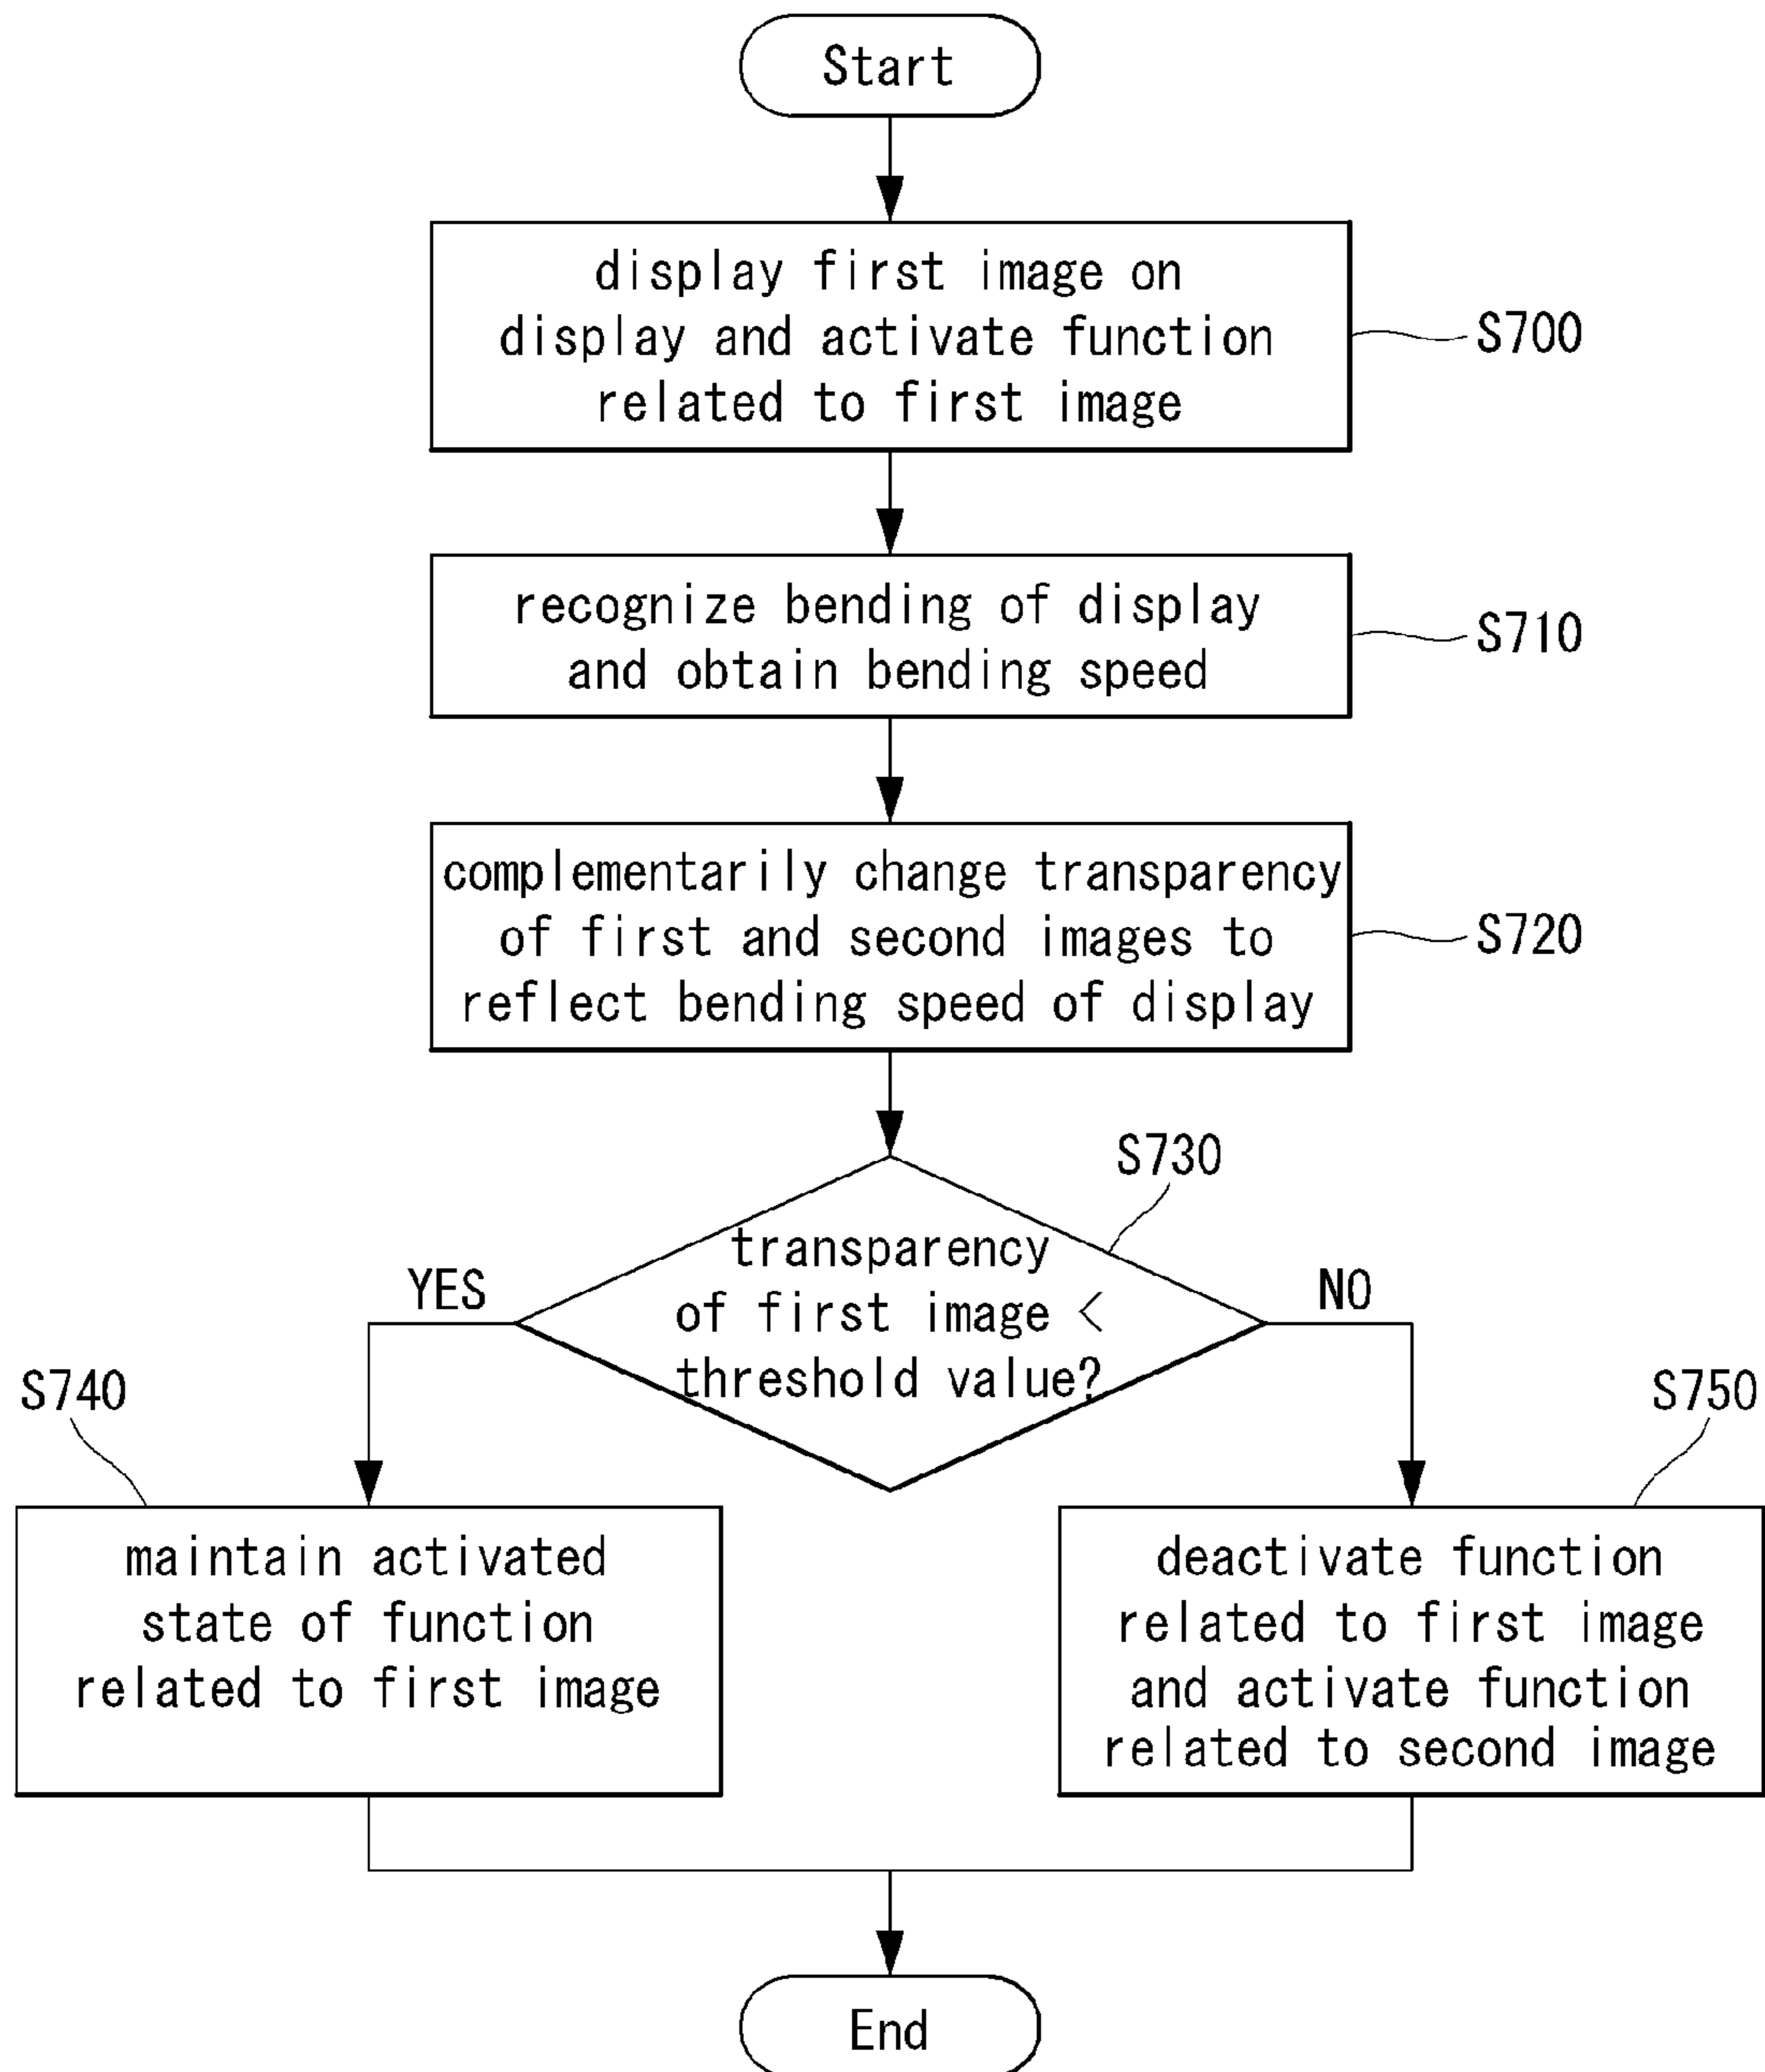 Start
display first image on
display and activate function
related to first image
S700
recognize bending of display
and obtain bending speed
S710
complementarily change transparency
of first and second images to
reflect bending speed of display
S720
S730
transparency
of first image <
threshold value?
YES
NO
S740
maintain activated
state of function
related to first image
S750
deactivate function
related to first image
and activate function
related to second image
End